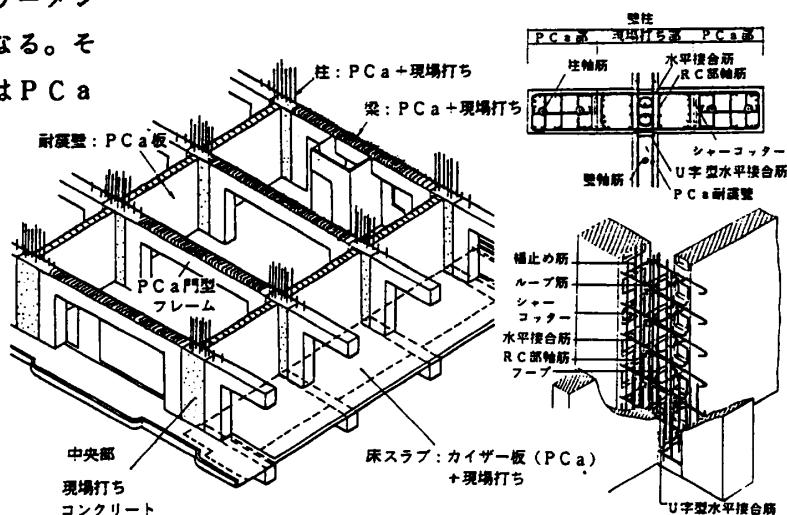 なる。そ
はPCa
柱:PCa+現場打ち
梁:PCa+現場打ち
耐震壁:PCa板
PCa門型
フレーム
中央部
現場打ち
コンクリート
床スラブ:カイザー板(PCa)
+現場打ち
壁柱
PCa部
現場打ち部
PCa部
柱軸筋
水平接合筋
RC部軸筋
シャーコッター
U字型水平接合筋
壁軸筋
PCa耐震壁
幅止め筋
ループ筋
シャー
コッター
水平接合筋
RC部軸筋
フープ
U字型水平接合筋